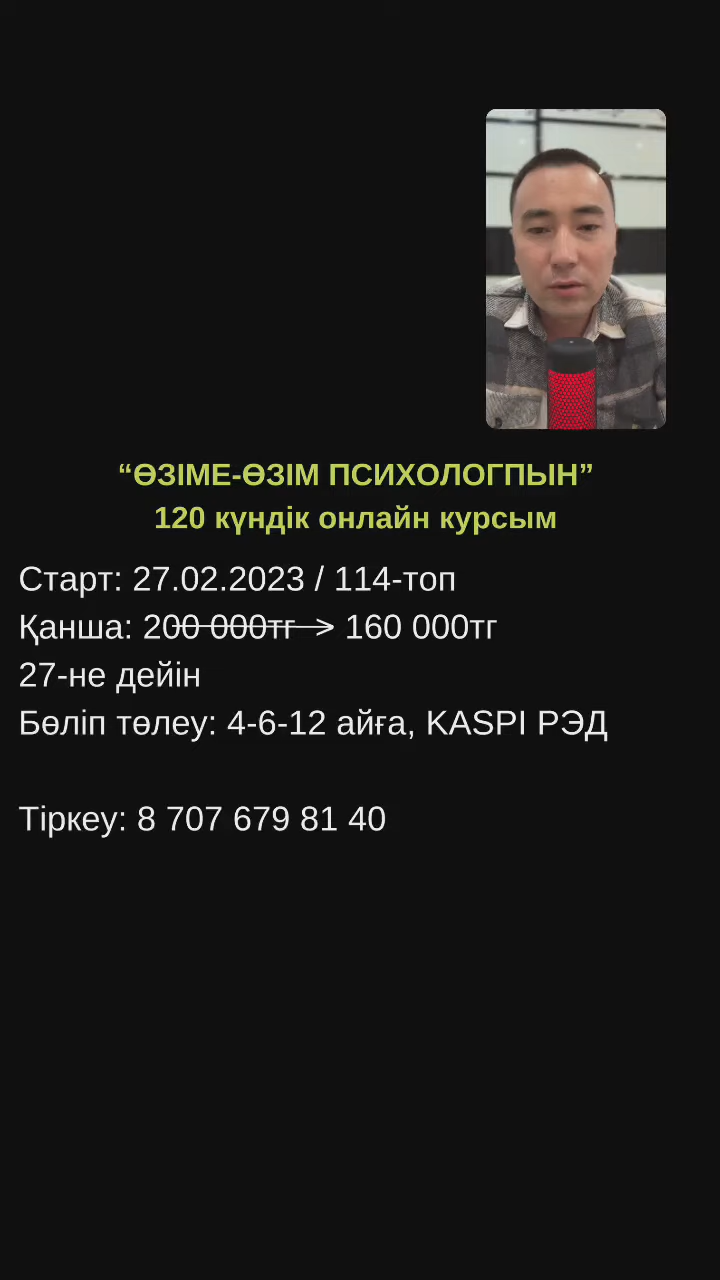 “ӨЗІМЕ-ӨЗІМ ПСИХОЛОГПЫН”
120 күндік онлайн курсым
Старт: 27.02.2023 / 114-топ
Қанша: 200 000тг -> 160 000тг
27-не дейін
Бөліп төлеу: 4-6-12 айға, KASPI РЭД
Тіркеу: 8 707 679 81 40